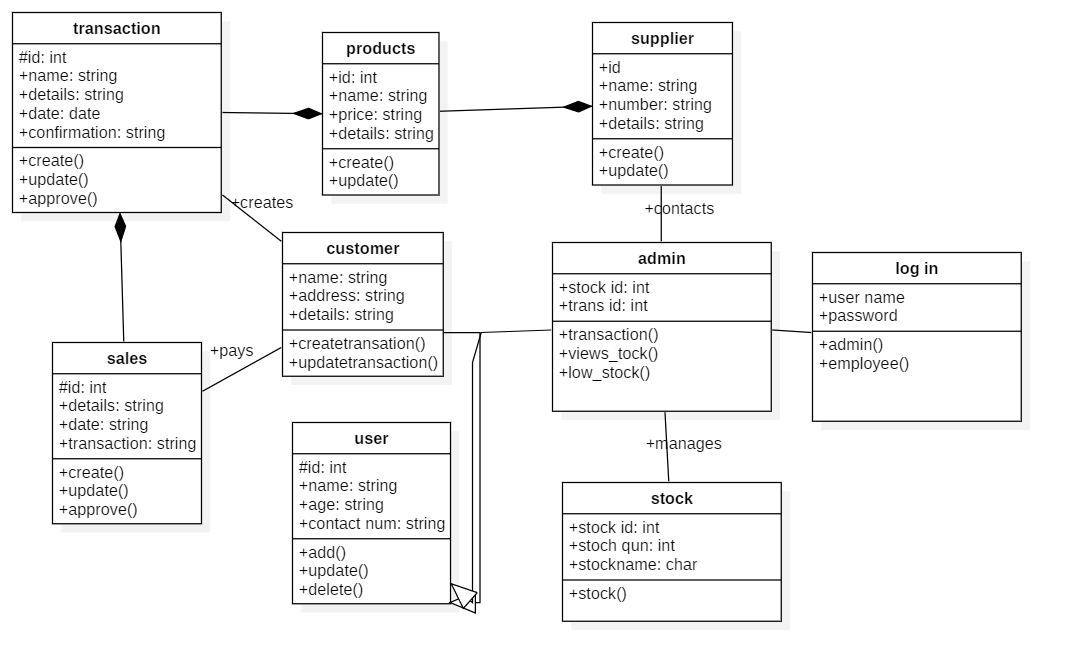 transaction
#id: int
+name: string
+details: string
+date: date
+confirmation: string
+create()
+update()
+approve()
products
+id: int
+name: string
+price: string
+details: string
+create()
+update()
supplier
+id
+name: string
+number: string
+details: string
+create()
+update()
+creates
+contacts
customer
+name: string
+address: string
+details: string
+createtransation()
+updatetransaction()
admin
+stock id: int
+trans id: int
+transaction()
+views_tock()
+low_stock()
log in
+user name
+password
+admin()
+employee()
+pays
sales
#id: int
+details: string
+date: string
+transaction: string
+create()
+update()
+approve()
user
#id: int
+name: string
+age: string
+contact num: string
+add()
+update()
+delete()
+manages
stock
+stock id: int
+stoch qun: int
+stockname: char
+stock()